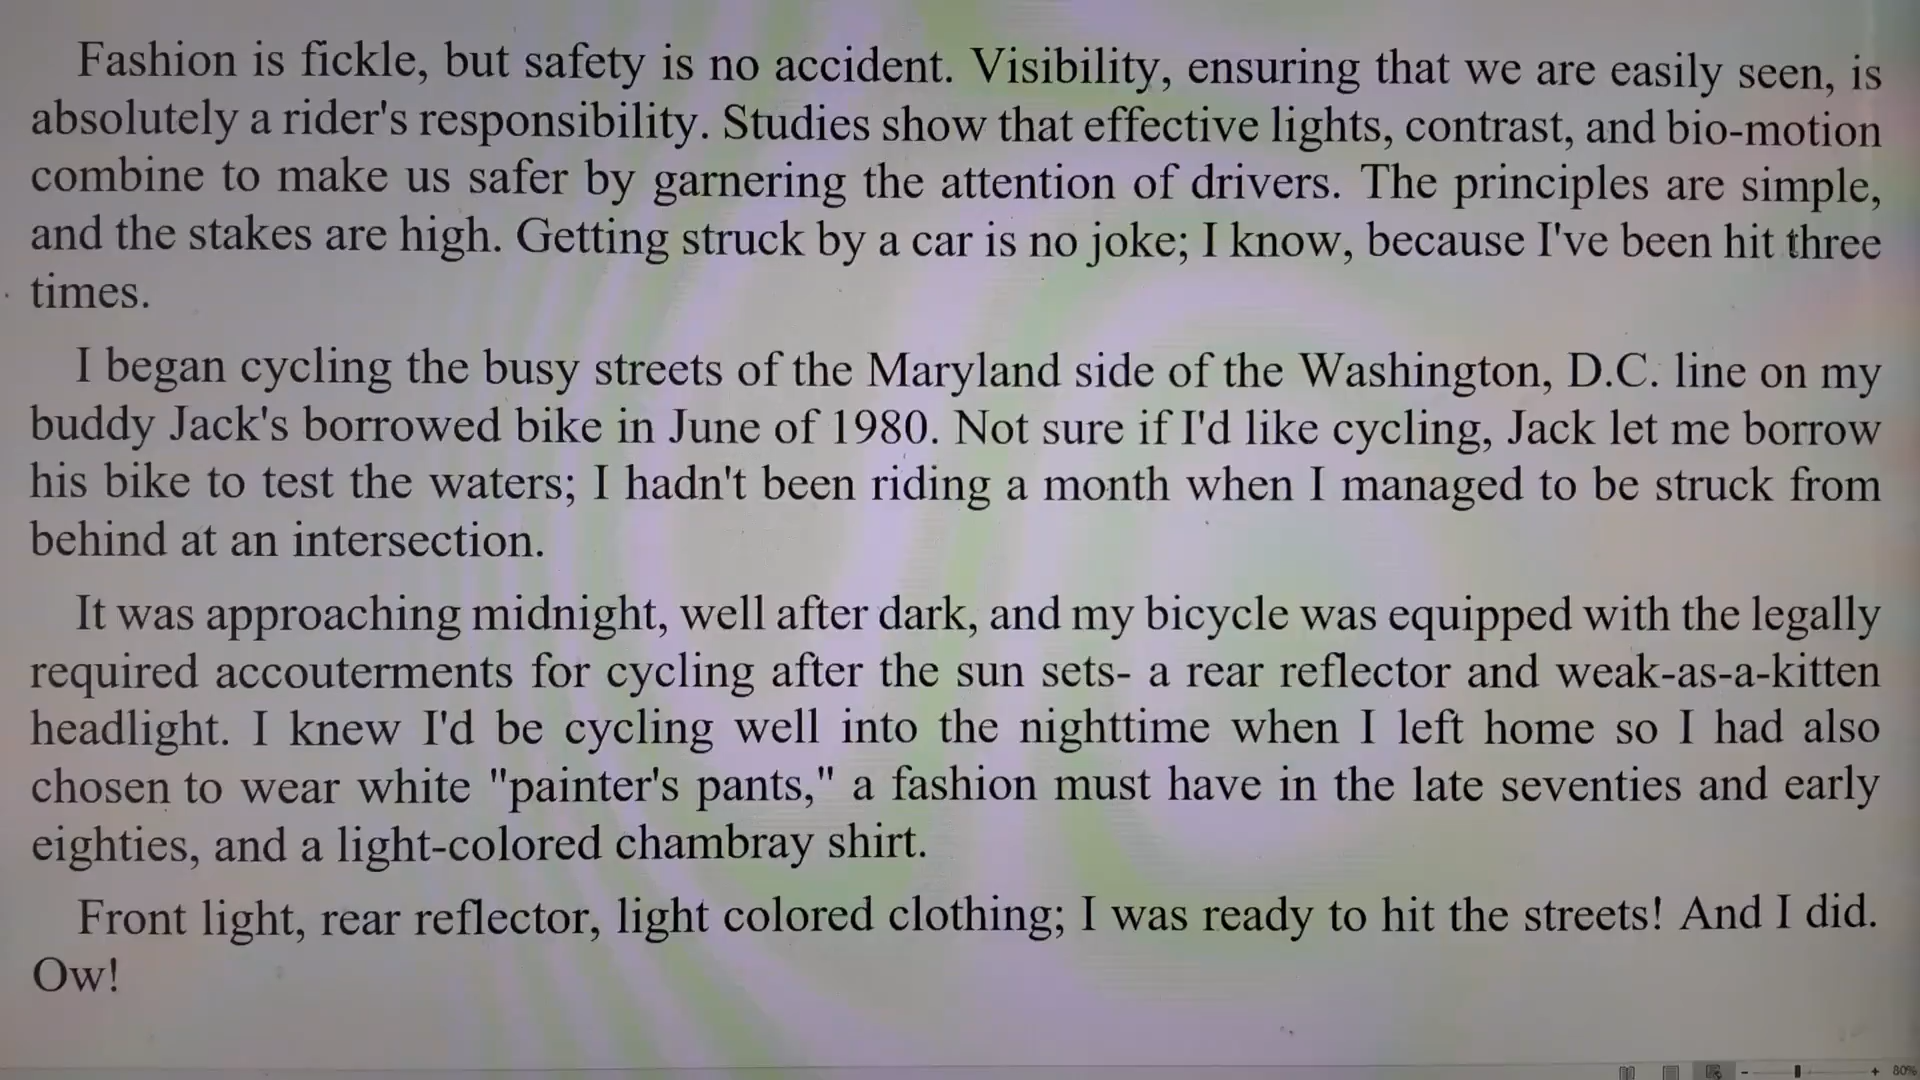 Fashion is fickle, but safety is no accident. Visibility, ensuring that we are easily seen, is
absolutely a rider's responsibility. Studies show that effective lights, contrast, and bio-motion
combine to make us safer by garnering the attention of drivers. The principles are simple,
and the stakes are high. Getting struck by a car is no joke; I know, because I've been hit three
times.
I began cycling the busy streets of the Maryland side of the Washington, D.C. line on my
buddy Jack's borrowed bike in June of 1980. Not sure if I'd like cycling, Jack let me borrow
his bike to test the waters; I hadn't been riding a month when I managed to be struck from
behind at an intersection.
It was approaching midnight, well after dark, and my bicycle was equipped with the legally
required accouterments for cycling after the sun sets- a rear reflector and weak-as-a-kitten
headlight. I knew I'd be cycling well into the nighttime when I left home so I had also
chosen to wear white "painter's pants," a fashion must have in the late seventies and early
eighties, and a light-colored chambray shirt.
Front light, rear reflector, light colored clothing; I was ready to hit the streets! And I did.
Ow!
- + 80%